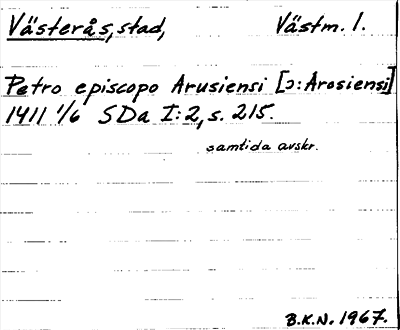 Västerås, stad, Västm. l.
Petro episcopo Arusiensi [ɔ: Arosiensi]
1411 1/6 SDa I:2, s. 215.
samtida avskr.
B.K.N. 1967.